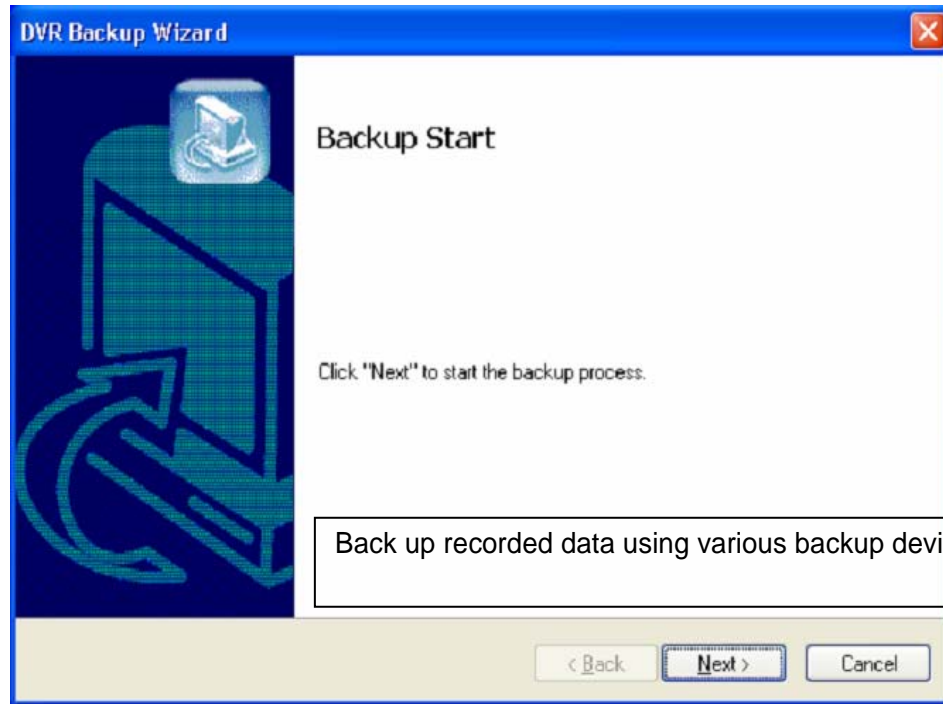 DVR Backup Wizard
Backup Start
Click "Next" to start the backup process.
Back up recorded data using various backup devi
< Back
Next >
Cancel